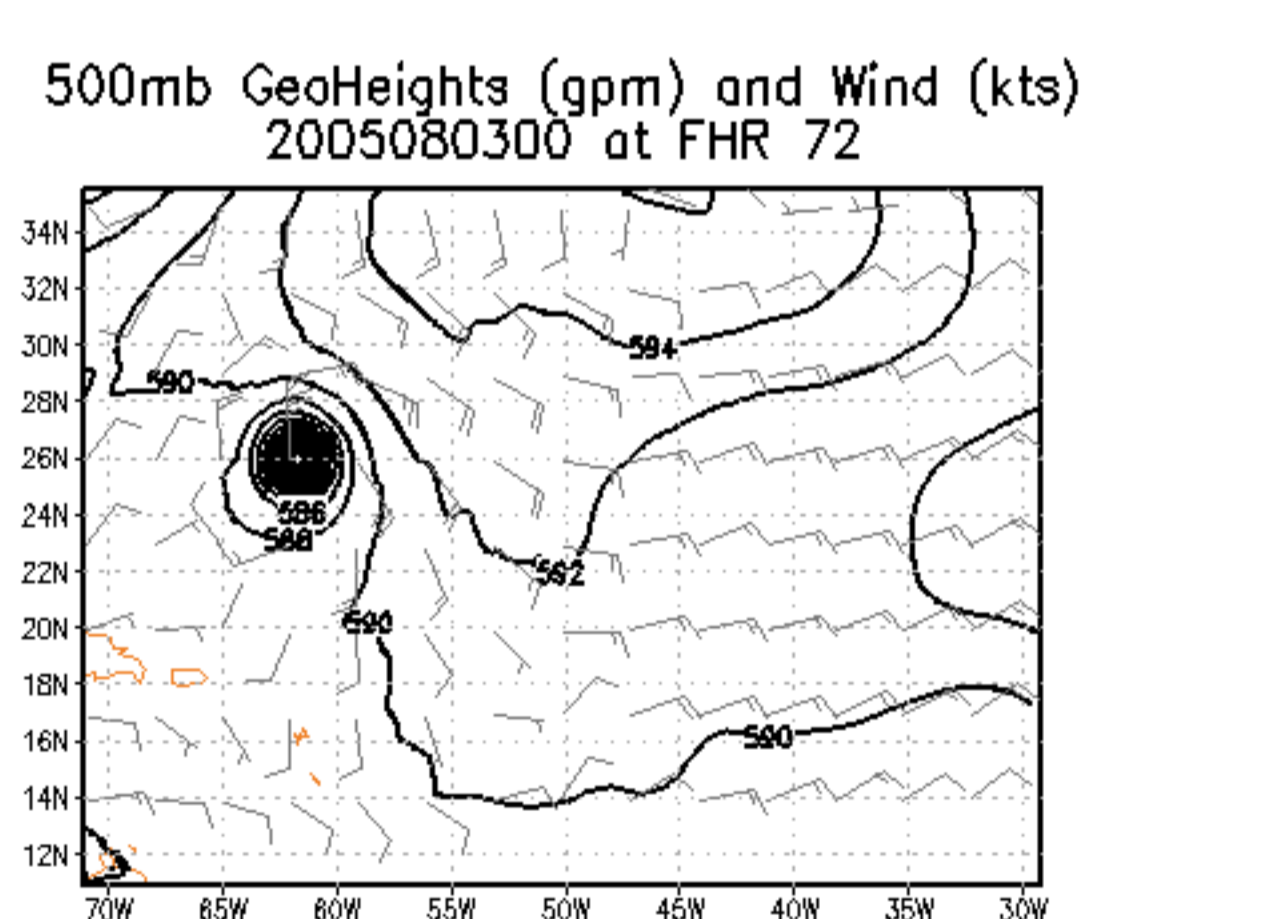 500mb GeoHeights (gpm) and Wind (kts)
2005080300 at FHR 72
34N
32N
30N
594
590
28N
26N
24N
586
588
22N
592
20N
590
18N
16N
590
14N
12N
70W 65W 60W 55W 50W 45W 40W 35W 30W